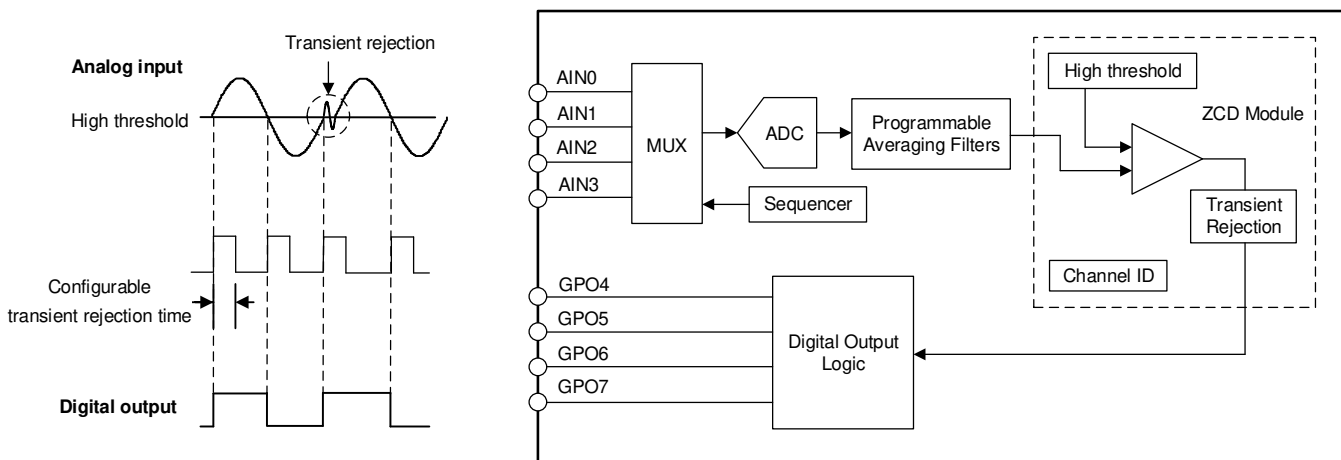 Transient rejection
Analog input
High threshold
Configurable
transient rejection time
Digital output
AIN0
AIN1
AIN2
AIN3
MUX
ADC
Programmable
Averaging Filters
Sequencer
High threshold
ZCD Module
Transient
Rejection
Channel ID
GPO4
GPO5
GPO6
GPO7
Digital Output
Logic